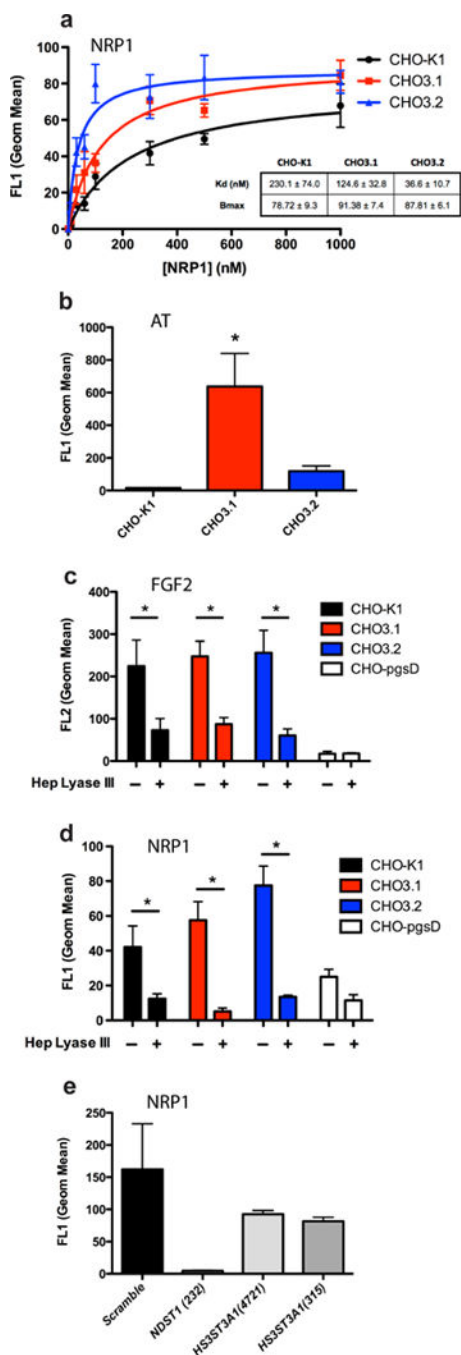 a
NRP1
CHO-K1
CHO3.1
CHO3.2
FL1 (Geom Mean)
100
80
60
40
20
0
CHO-K1 CHO3.1 CHO3.2
Kd (nM) 230.1 ± 74.0 124.6 ± 32.8 36.6 ± 10.7
Bmax 78.72 ± 9.3 91.38 ± 7.4 87.81 ± 6.1
0 200 400 600 800 1000
[NRP1] (nM)
b
AT
*
FL1 (Geom Mean)
1000
800
600
400
200
0
CHO-K1 CHO3.1 CHO3.2
c
FGF2
* * *
CHO-K1
CHO3.1
CHO3.2
CHO-pgsD
FL2 (Geom Mean)
400
300
200
100
0
Hep Lyase III – + – + – + – +
d
NRP1
* * *
CHO-K1
CHO3.1
CHO3.2
CHO-pgsD
FL1 (Geom Mean)
100
80
60
40
20
0
Hep Lyase III – + – + – + – +
e
NRP1
FL1 (Geom Mean)
250
200
150
100
50
0
Scramble NDST1 (232) HS3ST3A1(4721) HS3ST3A1(315)